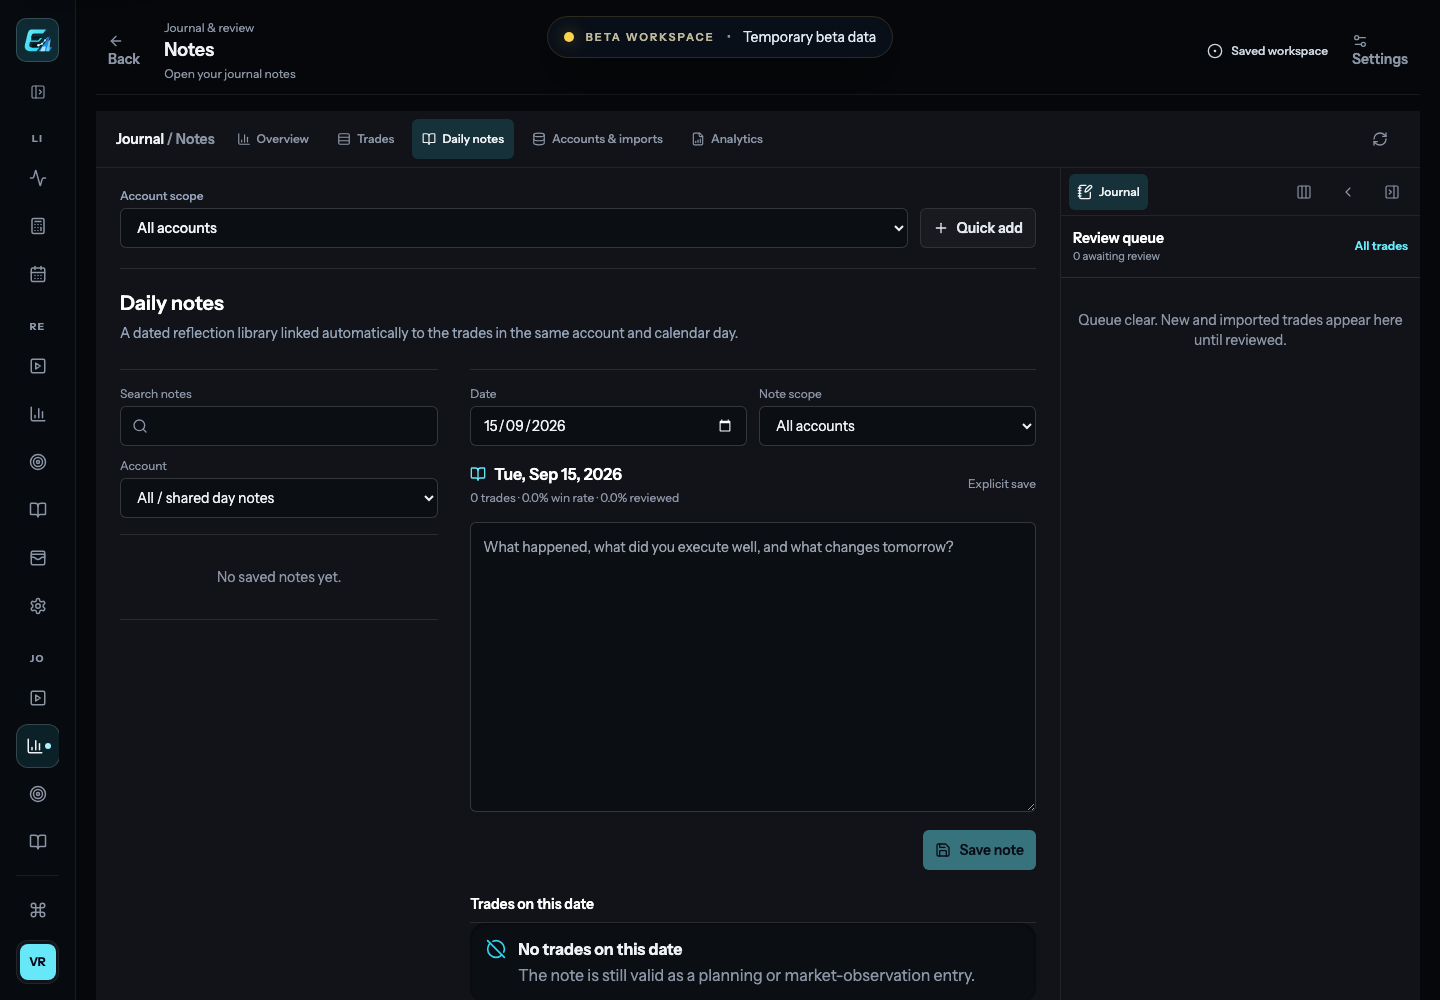 Back
Journal & review
Notes
Open your journal notes
BETA WORKSPACE · Temporary beta data
Saved workspace
Settings
LI
RE
JO
VR
Journal / Notes
Overview
Trades
Daily notes
Accounts & imports
Analytics
Account scope
All accounts
Quick add
Daily notes
A dated reflection library linked automatically to the trades in the same account and calendar day.
Search notes
Account
All / shared day notes
No saved notes yet.
Date
Note scope
15/09/2026
All accounts
Tue, Sep 15, 2026
0 trades · 0.0% win rate · 0.0% reviewed
Explicit save
What happened, what did you execute well, and what changes tomorrow?
Save note
Trades on this date
No trades on this date
The note is still valid as a planning or market-observation entry.
Journal
Review queue
0 awaiting review
All trades
Queue clear. New and imported trades appear here
until reviewed.